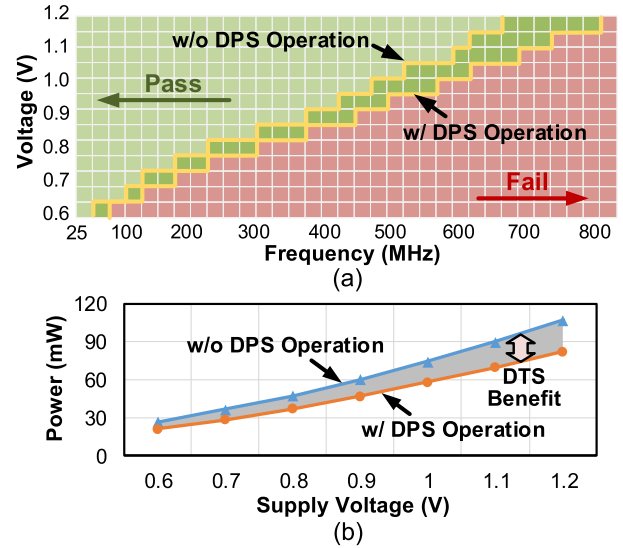 1.2
1.1
1.0
0.9
0.8
0.7
0.6
Voltage (V)
w/o DPS Operation
Pass
w/ DPS Operation
Fail
25 100 200 300 400 500 600 700 800
Frequency (MHz)
(a)
120
90
60
30
0
Power (mW)
w/o DPS Operation
DTS
Benefit
w/ DPS Operation
0.6 0.7 0.8 0.9 1 1.1 1.2
Supply Voltage (V)
(b)